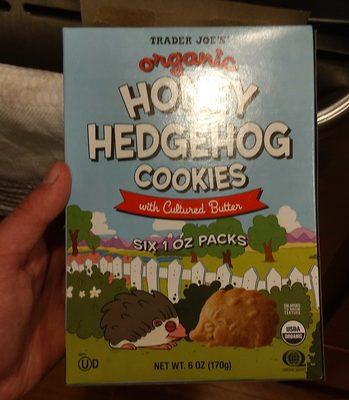 TRADER JOE'S
organic
HONEY
HEDGEHOG
COOKIES
with Cultured Butter
SIX 1 OZ PACKS
USDA
ORGANIC
U D
NET WT. 6 OZ (170g)